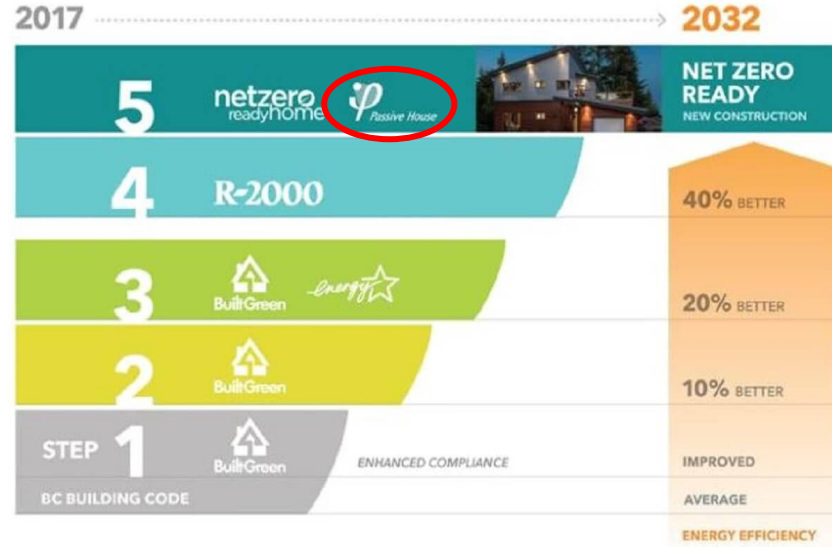 2017
2032
5
netzero
readyhome
Passive House
NET ZERO
READY
NEW CONSTRUCTION
4
R-2000
40% BETTER
3
BuiltGreen
energy
20% BETTER
2
BuiltGreen
10% BETTER
STEP 1
BuiltGreen
ENHANCED COMPLIANCE
IMPROVED
BC BUILDING CODE
AVERAGE
ENERGY EFFICIENCY